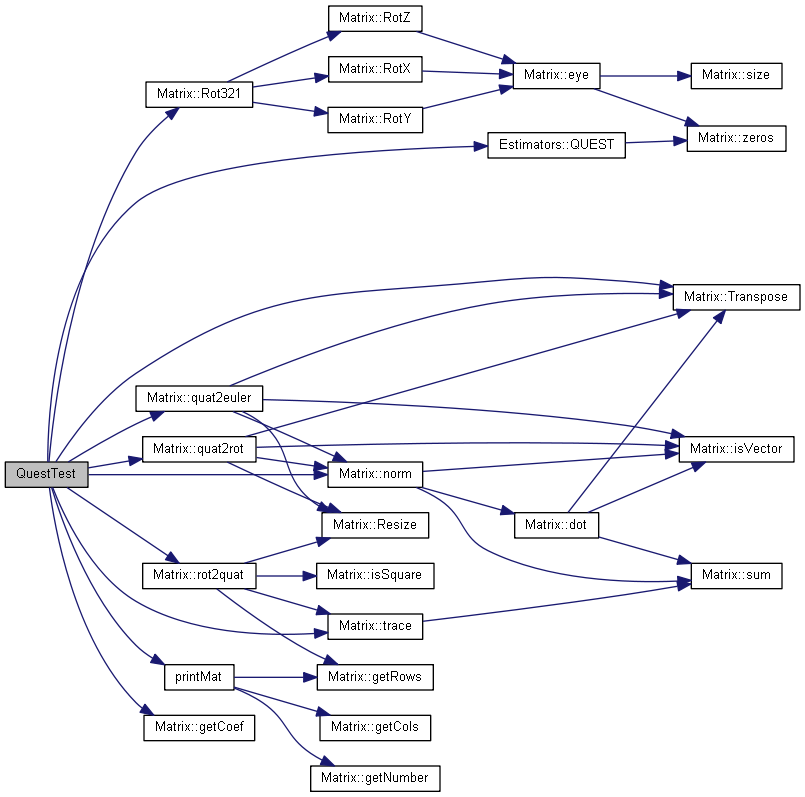 Matrix::RotZ
Matrix::RotX
Matrix::eye
Matrix::size
Matrix::Rot321
Matrix::RotY
Matrix::zeros
Estimators::QUEST
Matrix::Transpose
Matrix::quat2euler
Matrix::quat2rot
Matrix::isVector
QuestTest
Matrix::norm
Matrix::Resize
Matrix::dot
Matrix::rot2quat
Matrix::isSquare
Matrix::sum
Matrix::trace
printMat
Matrix::getRows
Matrix::getCoef
Matrix::getCols
Matrix::getNumber